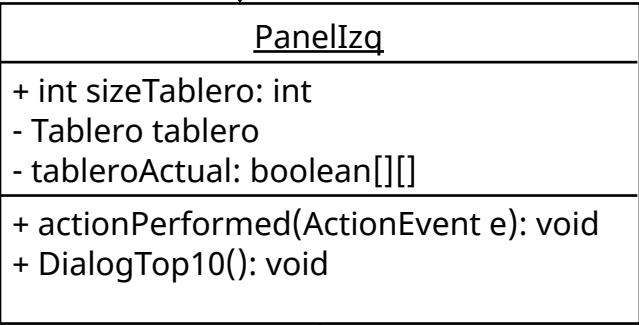 PanelIzq
+ int sizeTablero: int
- Tablero tablero
- tableroActual: boolean[][]
+ actionPerformed(ActionEvent e): void
+ DialogTop10(): void